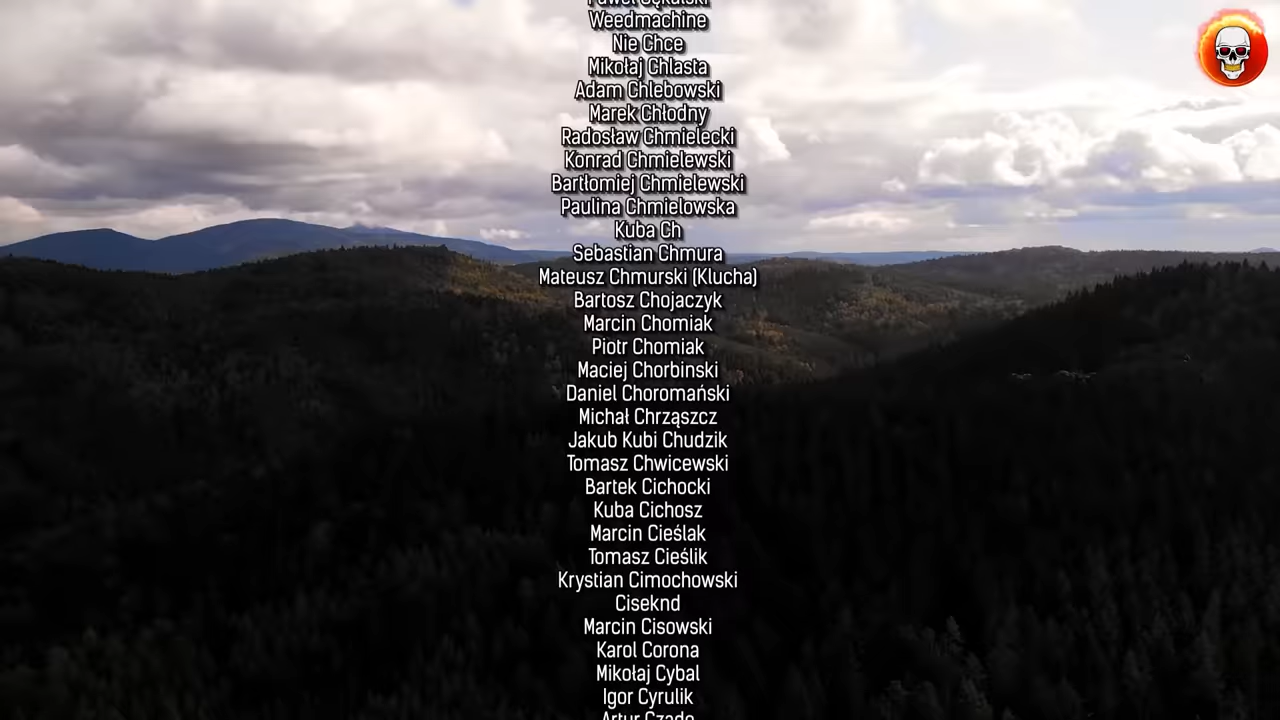 Weedmachine
Nie Chce
Mikołaj Chlasta
Adam Chlebowski
Marek Chłodny
Radosław Chmielecki
Konrad Chmielewski
Bartłomiej Chmielewski
Paulina Chmielowska
Kuba Ch
Sebastian Chmura
Mateusz Chmurski (Klucha)
Bartosz Chojaczyk
Marcin Chomiak
Piotr Chomiak
Maciej Chorbinski
Daniel Choromański
Michał Chrząszcz
Jakub Kubi Chudzik
Tomasz Chwicewski
Bartek Cichocki
Kuba Cichosz
Marcin Cieślak
Tomasz Cieślik
Krystian Cimochowski
Ciseknd
Marcin Cisowski
Karol Corona
Mikołaj Cybal
Igor Cyrulik
Artur